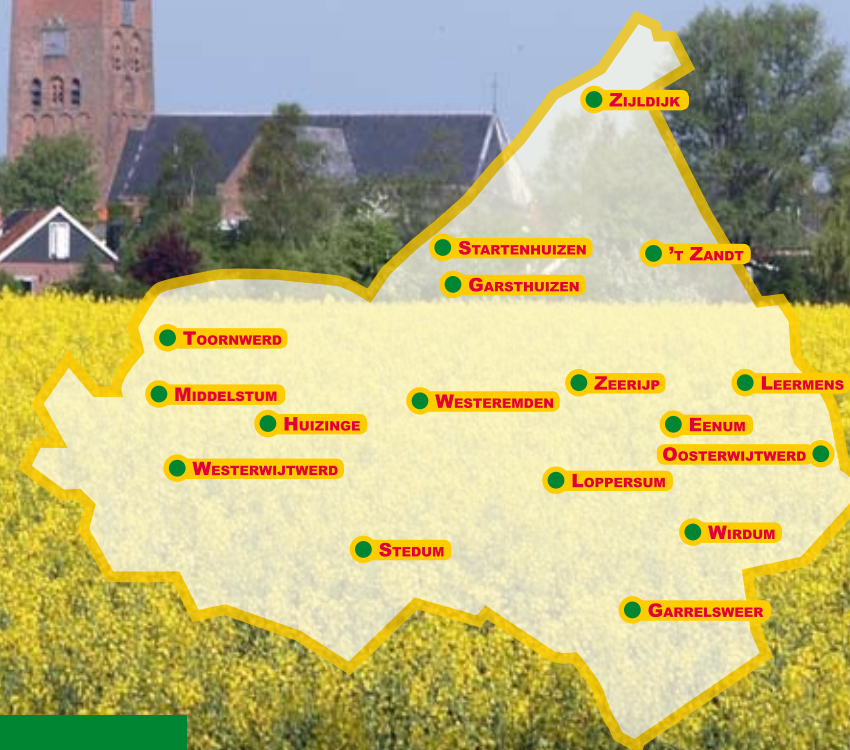 Zijldijk
Startenhuizen
't Zandt
Garsthuizen
Toornwerd
Zeerijp
Leermens
Middelstum
Westeremden
Huizinge
Eenum
Oosterwijtwerd
Westerwijtwerd
Loppersum
Wirdum
Stedum
Garrelsweer